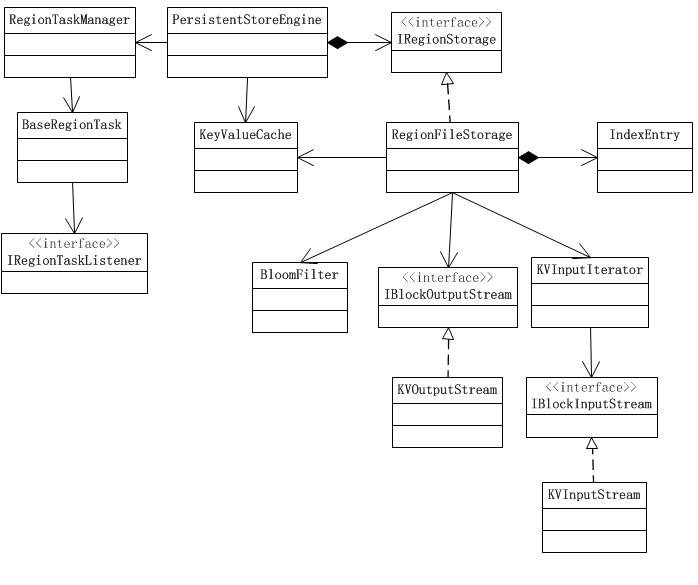 RegionTaskManager
PersistentStoreEngine
<<interface>>
IRegionStorage
BaseRegionTask
KeyValueCache
RegionFileStorage
IndexEntry
<<interface>>
IRegionTaskListener
BloomFilter
<<interface>>
IBlockOutputStream
KVInputIterator
KVOutputStream
<<interface>>
IBlockInputStream
KVInputStream